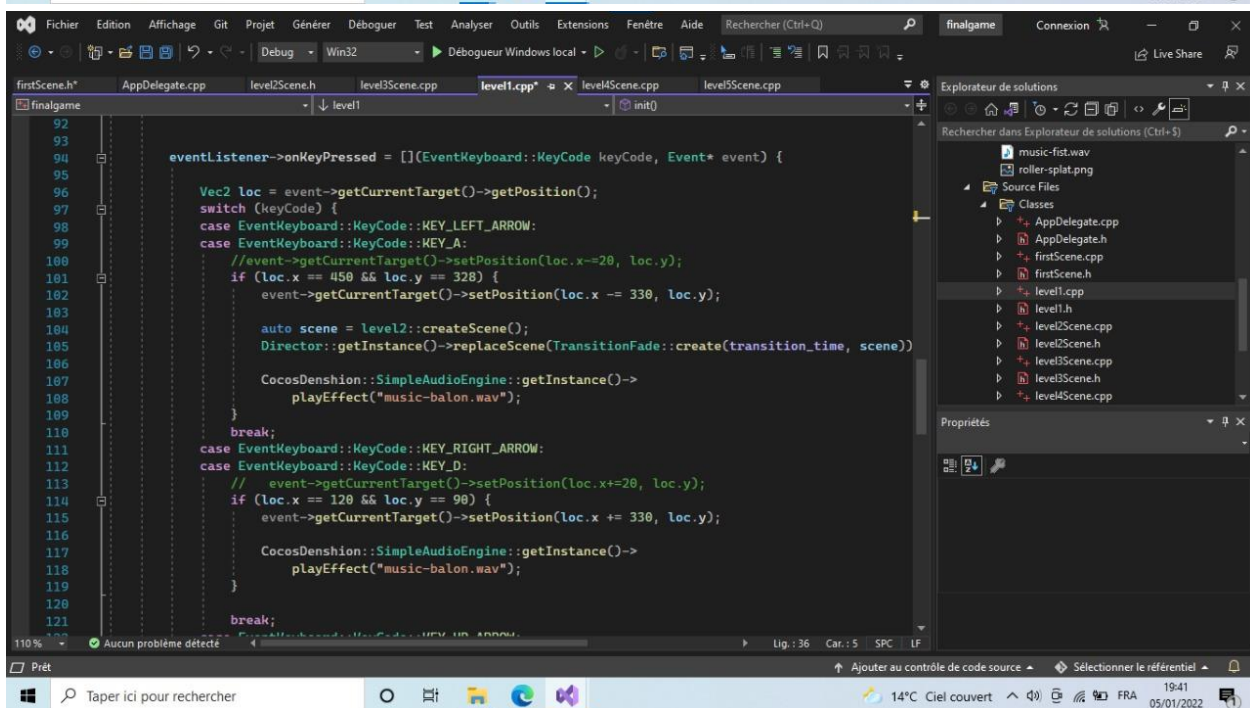 Fichier Edition Affichage Git Projet Générer Déboguer Test Analyser Outils Extensions Fenêtre Aide Rechercher (Ctrl+Q) finalgame Connexion
Debug Win32 Débogueur Windows local Live Share
firstScene.h* AppDelegate.cpp level2Scene.h level3Scene.cpp level1.cpp* level4Scene.cpp level5Scene.cpp
finalgame level1 init()
92
93
94 eventListener->onKeyPressed = [](EventKeyboard::KeyCode keyCode, Event* event) {
95
96 Vec2 loc = event->getCurrentTarget()->getPosition();
97 switch (keyCode) {
98 case EventKeyboard::KeyCode::KEY_LEFT_ARROW:
99 case EventKeyboard::KeyCode::KEY_A:
100 //event->getCurrentTarget()->setPosition(loc.x-=20, loc.y);
101 if (loc.x == 450 && loc.y == 328) {
102 event->getCurrentTarget()->setPosition(loc.x -= 330, loc.y);
103
104 auto scene = level2::createScene();
105 Director::getInstance()->replaceScene(TransitionFade::create(transition_time, scene))
106
107 CocosDenshion::SimpleAudioEngine::getInstance()->
108 playEffect("music-balon.wav");
109 }
110 break;
111 case EventKeyboard::KeyCode::KEY_RIGHT_ARROW:
112 case EventKeyboard::KeyCode::KEY_D:
113 // event->getCurrentTarget()->setPosition(loc.x+=20, loc.y);
114 if (loc.x == 120 && loc.y == 90) {
115 event->getCurrentTarget()->setPosition(loc.x += 330, loc.y);
116
117 CocosDenshion::SimpleAudioEngine::getInstance()->
118 playEffect("music-balon.wav");
119 }
120
121 break;
110 % Aucun problème détecté Lig. : 36 Car. : 5 SPC LF
Explorateur de solutions
Rechercher dans Explorateur de solutions (Ctrl+$)
music-fist.wav
roller-splat.png
Source Files
Classes
AppDelegate.cpp
AppDelegate.h
firstScene.cpp
firstScene.h
level1.cpp
level1.h
level2Scene.cpp
level2Scene.h
level3Scene.cpp
level3Scene.h
level4Scene.cpp
Propriétés
Prêt Ajouter au contrôle de code source Sélectionner le référentiel
Taper ici pour rechercher 14°C Ciel couvert FRA 19:41
05/01/2022